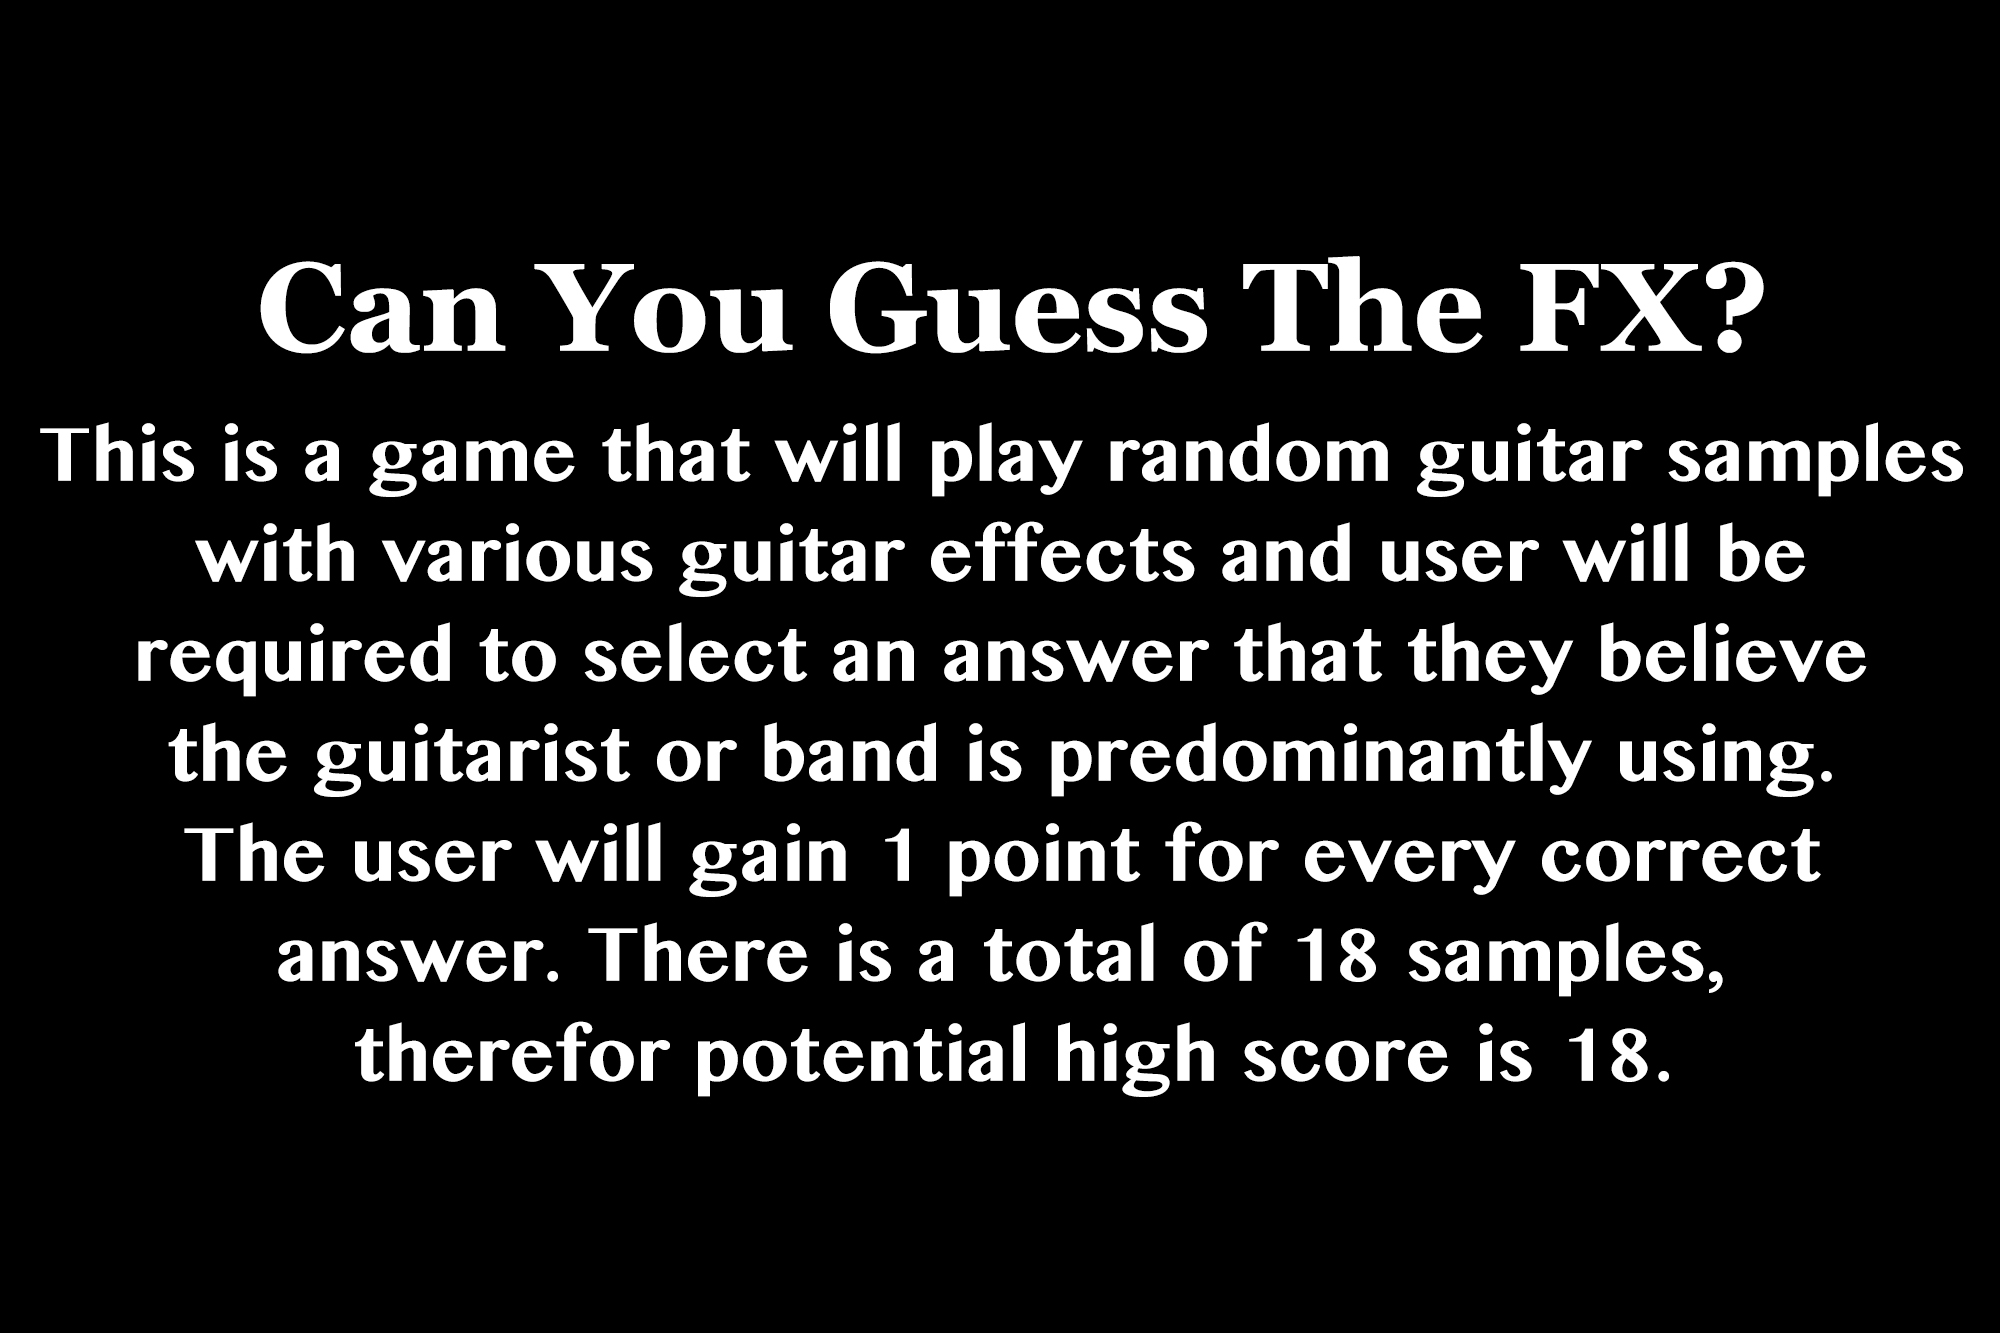 Can You Guess The FX?
This is a game that will play random guitar samples
with various guitar effects and user will be
required to select an answer that they believe
the guitarist or band is predominantly using.
The user will gain 1 point for every correct
answer. There is a total of 18 samples,
therefor potential high score is 18.